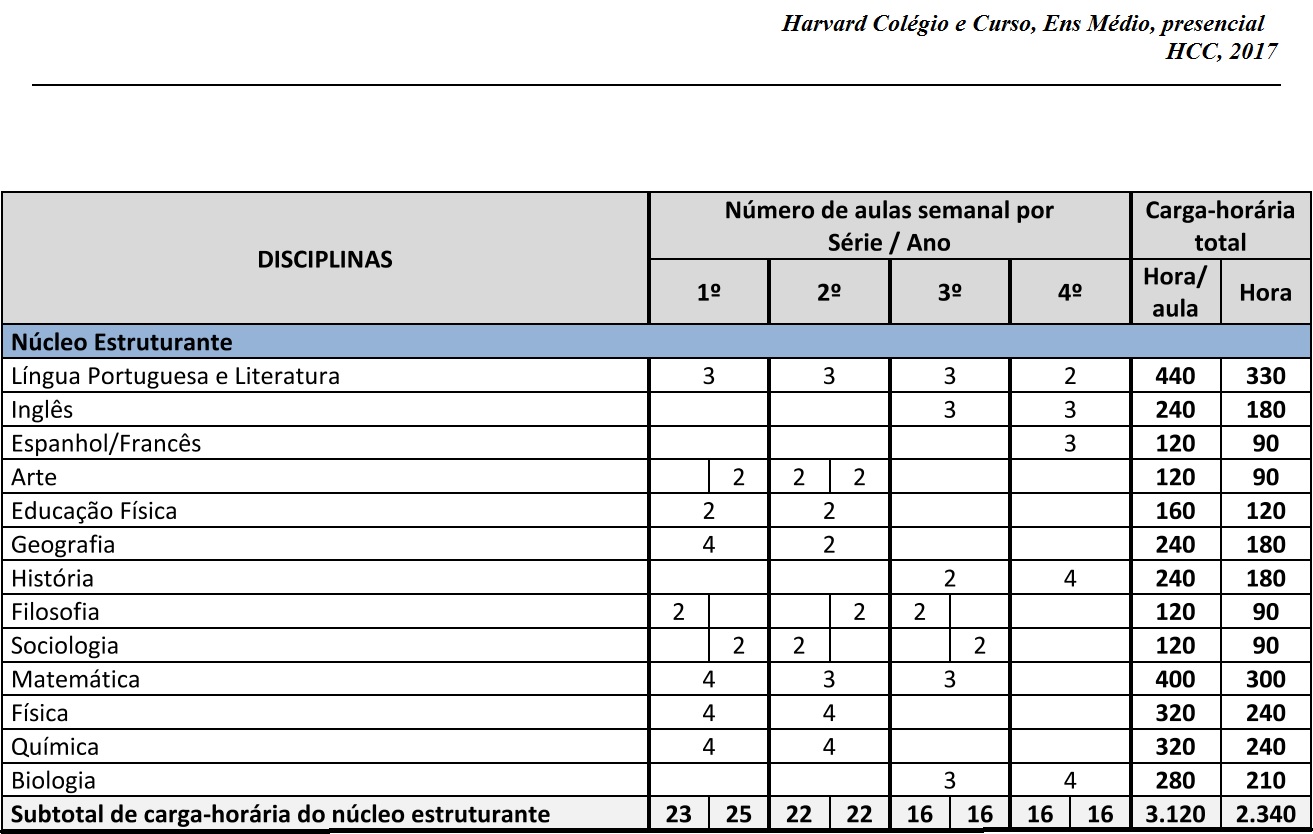 Harvard Colégio e Curso, Ens Médio, presencial
HCC, 2017
DISCIPLINAS
Número de aulas semanal por
Série / Ano
Carga-horária
total
1º 2º 3º 4º
Hora/
aula
Hora
Núcleo Estruturante
Língua Portuguesa e Literatura 3 3 3 2 440 330
Inglês 3 3 240 180
Espanhol/Francês 3 120 90
Arte 2 2 2 120 90
Educação Física 2 2 160 120
Geografia 4 2 240 180
História 2 4 240 180
Filosofia 2 2 2 120 90
Sociologia 2 2 2 120 90
Matemática 4 3 3 400 300
Física 4 4 320 240
Química 4 4 320 240
Biologia 3 4 280 210
Subtotal de carga-horária do núcleo estruturante 23 25 22 22 16 16 16 16 3.120 2.340